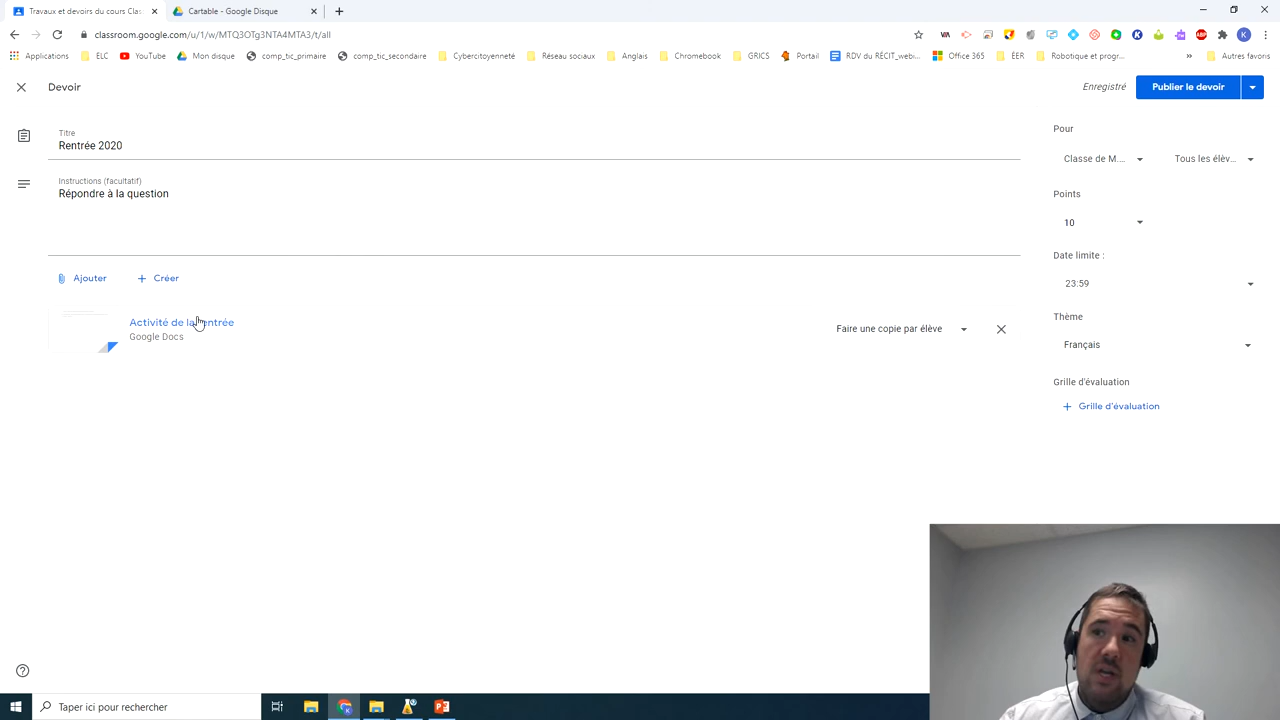 Travaux et devoirs du cours Clas
Cartable - Google Disque
classroom.google.com/u/1/w/MTQ3OTg3NTA4MTA3/t/all
Applications
ELC
YouTube
Mon disque
comp_tic_primaire
comp_tic_secondaire
Cybercitoyenneté
Réseau sociaux
Anglais
Chromebook
GRICS
Portail
RDV du RÉCIT_webi...
Office 365
ÉER
Robotique et progr...
»
Autres favoris
Devoir
Enregistré
Publier le devoir
Titre
Rentrée 2020
Instructions (facultatif)
Répondre à la question
Ajouter
Créer
Activité de la rentrée
Google Docs
Faire une copie par élève
Pour
Classe de M....
Tous les élèv...
Points
10
Date limite :
23:59
Thème
Français
Grille d'évaluation
Grille d'évaluation
Taper ici pour rechercher